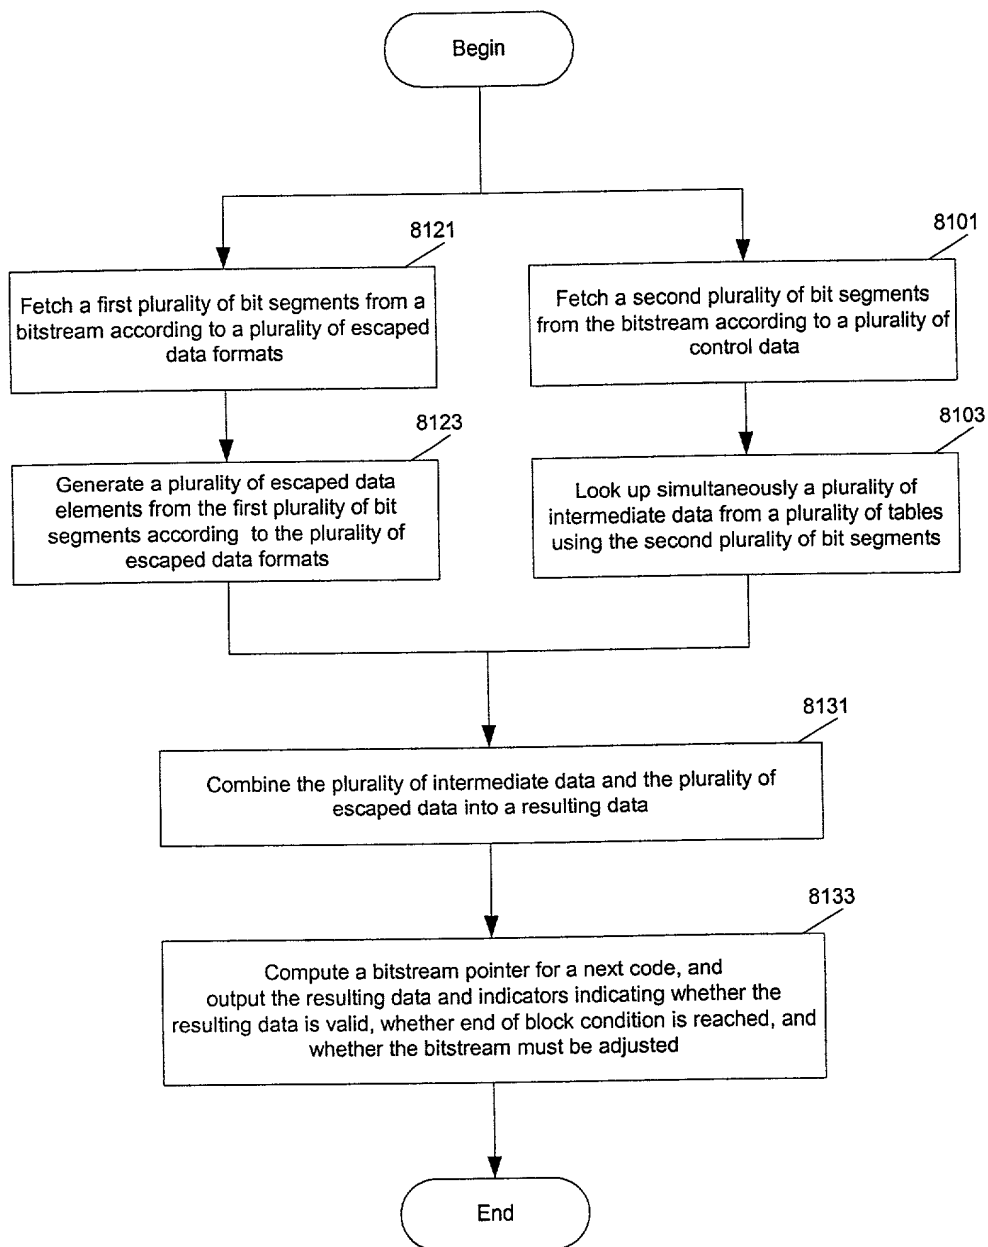 Begin
8121
Fetch a first plurality of bit segments from a
bitstream according to a plurality of escaped
data formats
8101
Fetch a second plurality of bit segments
from the bitstream according to a plurality of
control data
8123
Generate a plurality of escaped data
elements from the first plurality of bit
segments according to the plurality of
escaped data formats
8103
Look up simultaneously a plurality of
intermediate data from a plurality of tables
using the second plurality of bit segments
8131
Combine the plurality of intermediate data and the plurality of
escaped data into a resulting data
8133
Compute a bitstream pointer for a next code, and
output the resulting data and indicators indicating whether the
resulting data is valid, whether end of block condition is reached, and
whether the bitstream must be adjusted
End